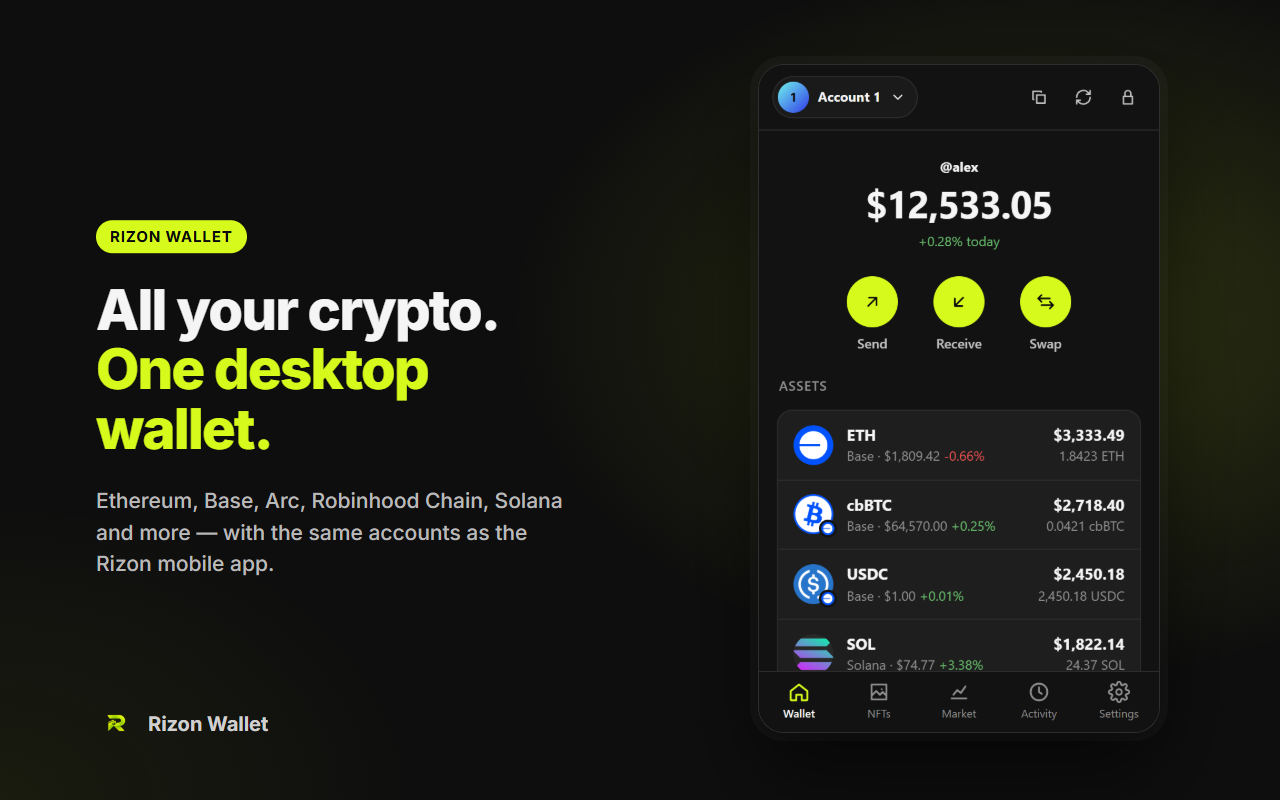 RIZON WALLET
All your crypto.
One desktop
wallet.
Ethereum, Base, Arc, Robinhood Chain, Solana
and more — with the same accounts as the
Rizon mobile app.
Rizon Wallet
1 Account 1
@alex
$12,533.05
+0.28% today
Send Receive Swap
ASSETS
ETH $3,333.49
Base · $1,809.42 -0.66% 1.8423 ETH
cbBTC $2,718.40
Base · $64,570.00 +0.25% 0.0421 cbBTC
USDC $2,450.18
Base · $1.00 +0.01% 2,450.18 USDC
SOL $1,822.14
Solana · $74.77 +3.38% 24.37 SOL
Wallet NFTs Market Activity Settings